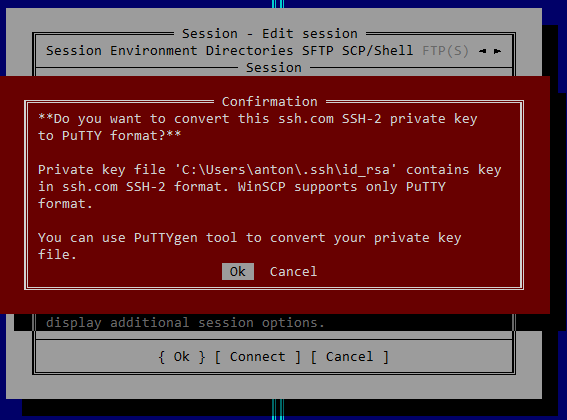 Session - Edit session
Session Environment Directories SFTP SCP/Shell FTP(S) ◄ ►
Session
Confirmation
**Do you want to convert this ssh.com SSH-2 private key
to PuTTY format?**
Private key file 'C:\Users\anton\.ssh\id_rsa' contains key
in ssh.com SSH-2 format. WinSCP supports only PuTTY
format.
You can use PuTTYgen tool to convert your private key
file.
Ok Cancel
display additional session options.
{ Ok } [ Connect ] [ Cancel ]